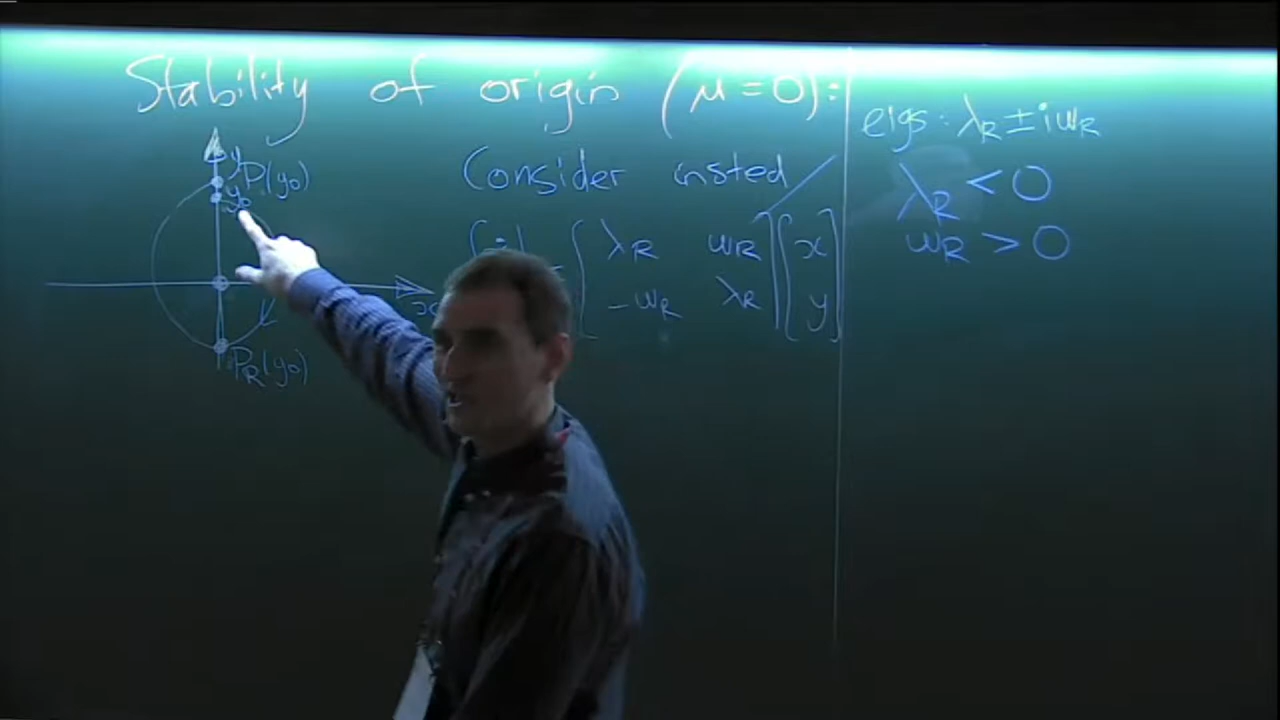 Stability of origin (μ=0):
eigs: λR ± iωR
λR < 0
ωR > 0
Consider insted
λR ωR x
-ωR λR y
y
P(y0)
y0
x
PR(y0)